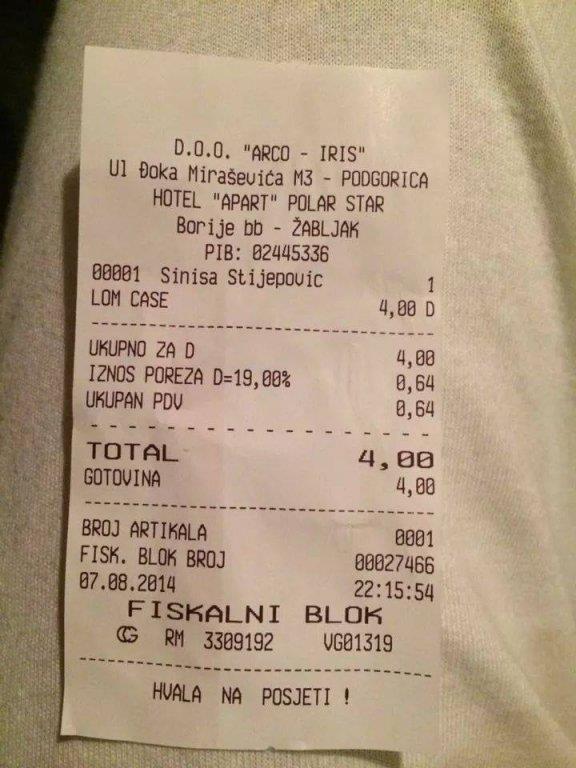 D.O.O. "ARCO - IRIS"
Ul Đoka Miraševića M3 - PODGORICA
HOTEL "APART" POLAR STAR
Borije bb - ŽABLJAK
PIB: 02445336
00001 Sinisa Stijepovic 1
LOM CASE 4,00 D
UKUPNO ZA D 4,00
IZNOS POREZA D=19,00% 0,64
UKUPAN PDV 0,64
TOTAL 4,00
GOTOVINA 4,00
BROJ ARTIKALA 0001
FISK. BLOK BROJ 00027466
07.08.2014 22:15:54
FISKALNI BLOK
CG RM 3309192 VG01319
HVALA NA POSJETI !